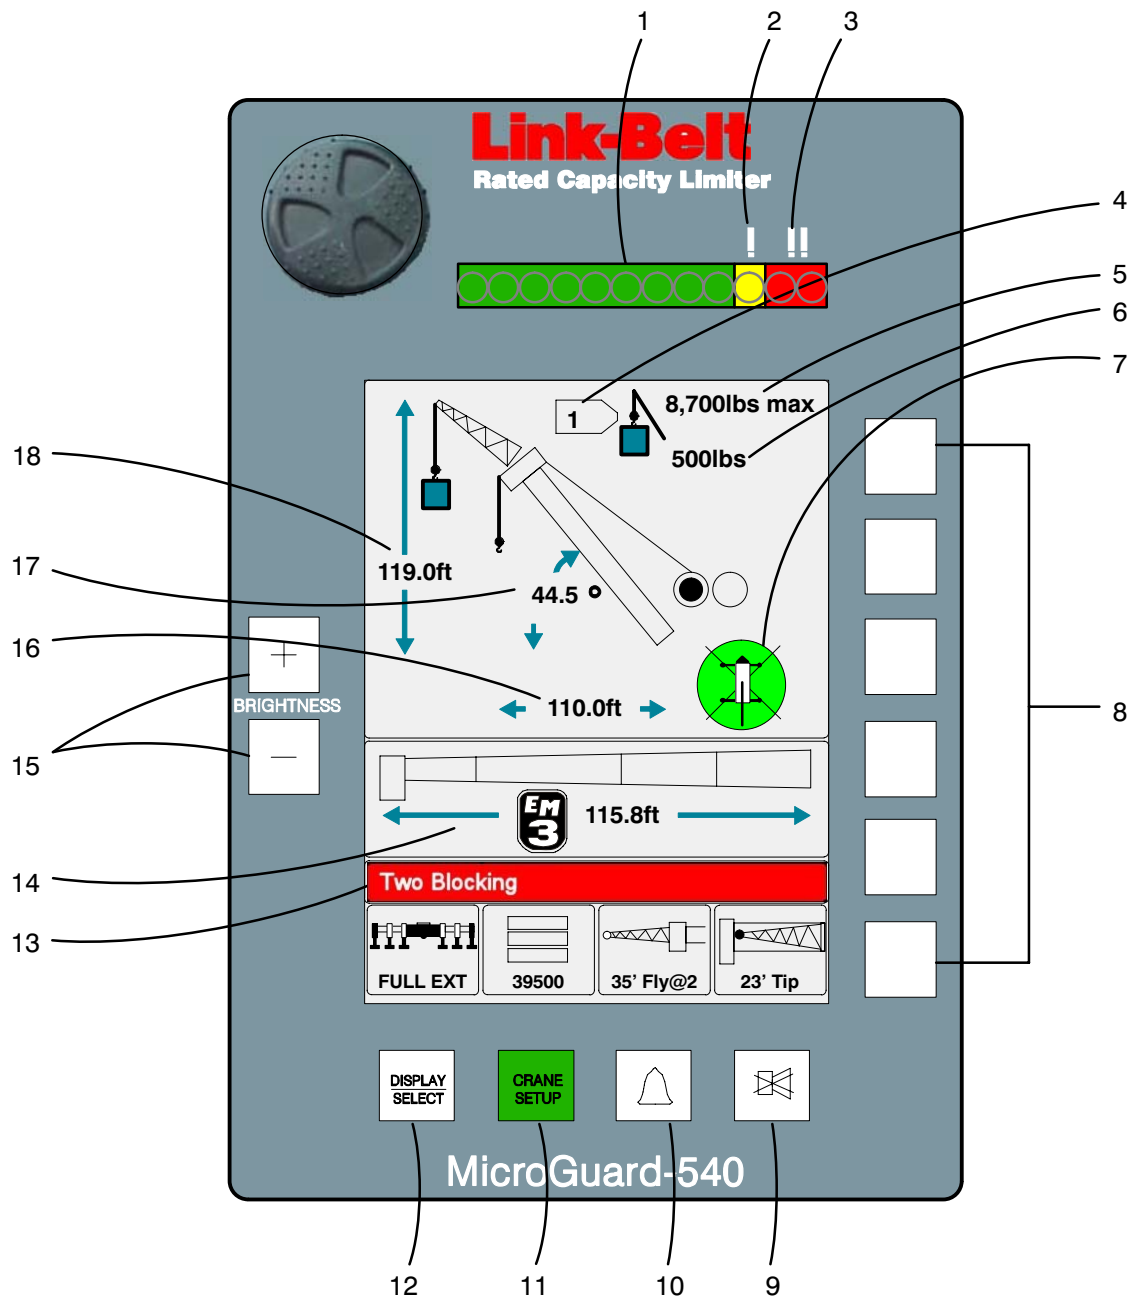 1
2
3
Link-Belt
Rated Capacity Limiter
! !!
4
5
6
7
1
8,700lbs max
500lbs
18
119.0ft
17
44.5
16
110.0ft
8
BRIGHTNESS
+
−
15
EM
3
115.8ft
14
Two Blocking
13
FULL EXT
39500
35' Fly@2
23' Tip
DISPLAY
SELECT
CRANE
SETUP
MicroGuard-540
12
11
10
9